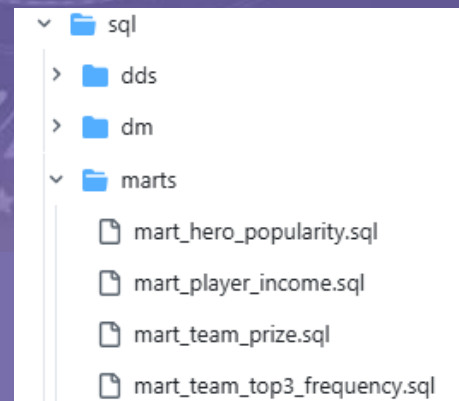 sql
dds
dm
marts
mart_hero_popularity.sql
mart_player_income.sql
mart_team_prize.sql
mart_team_top3_frequency.sql